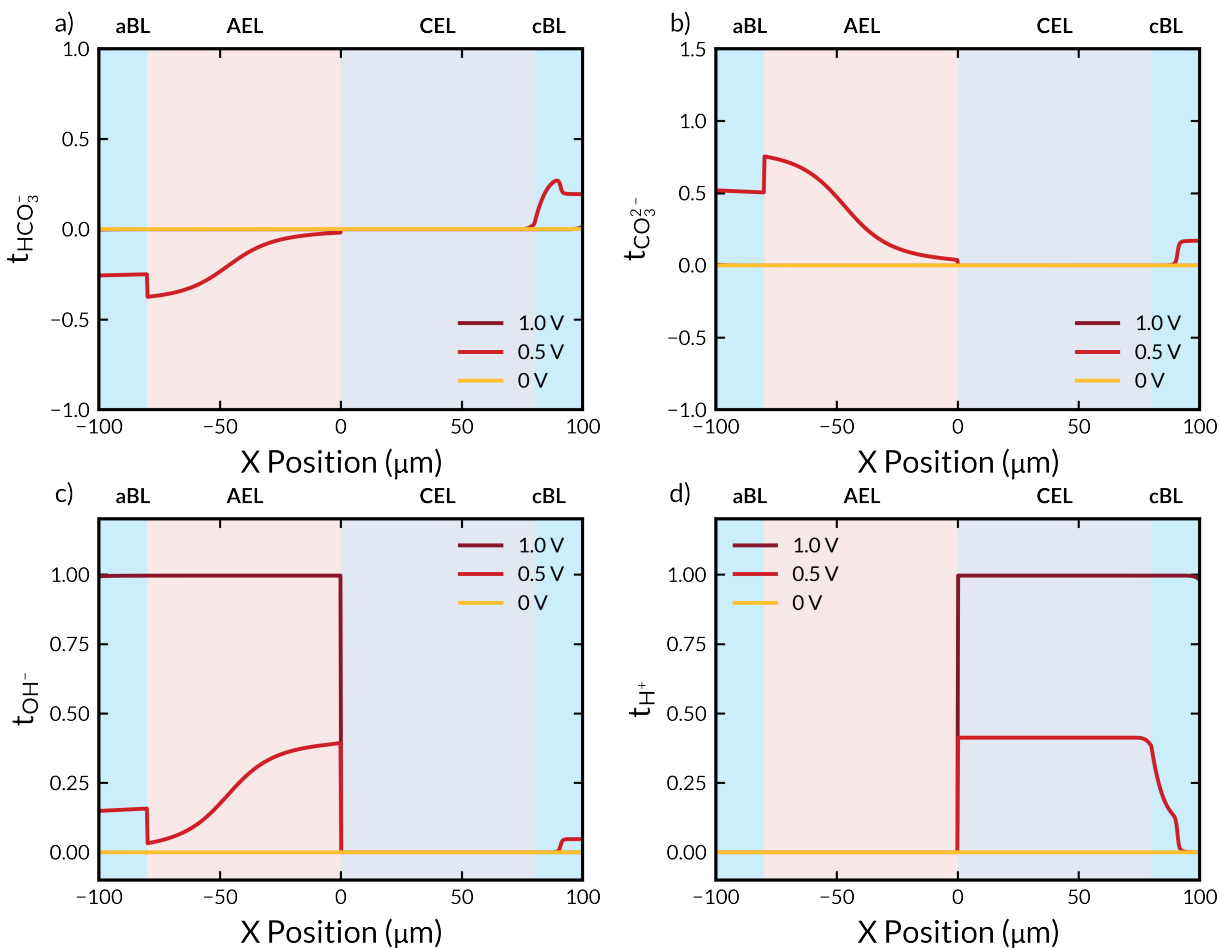 a)
aBL AEL CEL cBL
1.0
0.5
0.0
−0.5
−1.0
t_HCO₃⁻
1.0 V
0.5 V
0 V
−100 −50 0 50 100
X Position (μm)
b)
aBL AEL CEL cBL
1.5
1.0
0.5
0.0
−0.5
−1.0
t_CO₃²⁻
1.0 V
0.5 V
0 V
−100 −50 0 50 100
X Position (μm)
c)
aBL AEL CEL cBL
1.00
0.75
0.50
0.25
0.00
t_OH⁻
1.0 V
0.5 V
0 V
−100 −50 0 50 100
X Position (μm)
d)
aBL AEL CEL cBL
1.00
0.75
0.50
0.25
0.00
t_H⁺
1.0 V
0.5 V
0 V
−100 −50 0 50 100
X Position (μm)